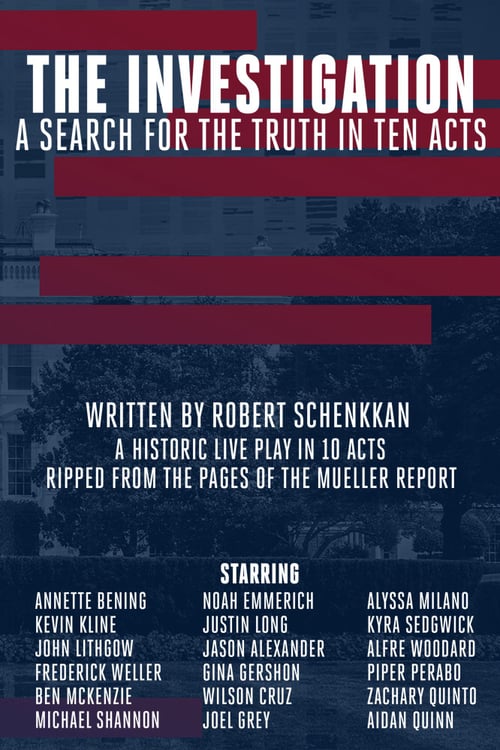 THE INVESTIGATION
A SEARCH FOR THE TRUTH IN TEN ACTS
WRITTEN BY ROBERT SCHENKKAN
A HISTORIC LIVE PLAY IN 10 ACTS
RIPPED FROM THE PAGES OF THE MUELLER REPORT
STARRING
ANNETTE BENING
KEVIN KLINE
JOHN LITHGOW
FREDERICK WELLER
BEN MCKENZIE
MICHAEL SHANNON
NOAH EMMERICH
JUSTIN LONG
JASON ALEXANDER
GINA GERSHON
WILSON CRUZ
JOEL GREY
ALYSSA MILANO
KYRA SEDGWICK
ALFRE WOODARD
PIPER PERABO
ZACHARY QUINTO
AIDAN QUINN